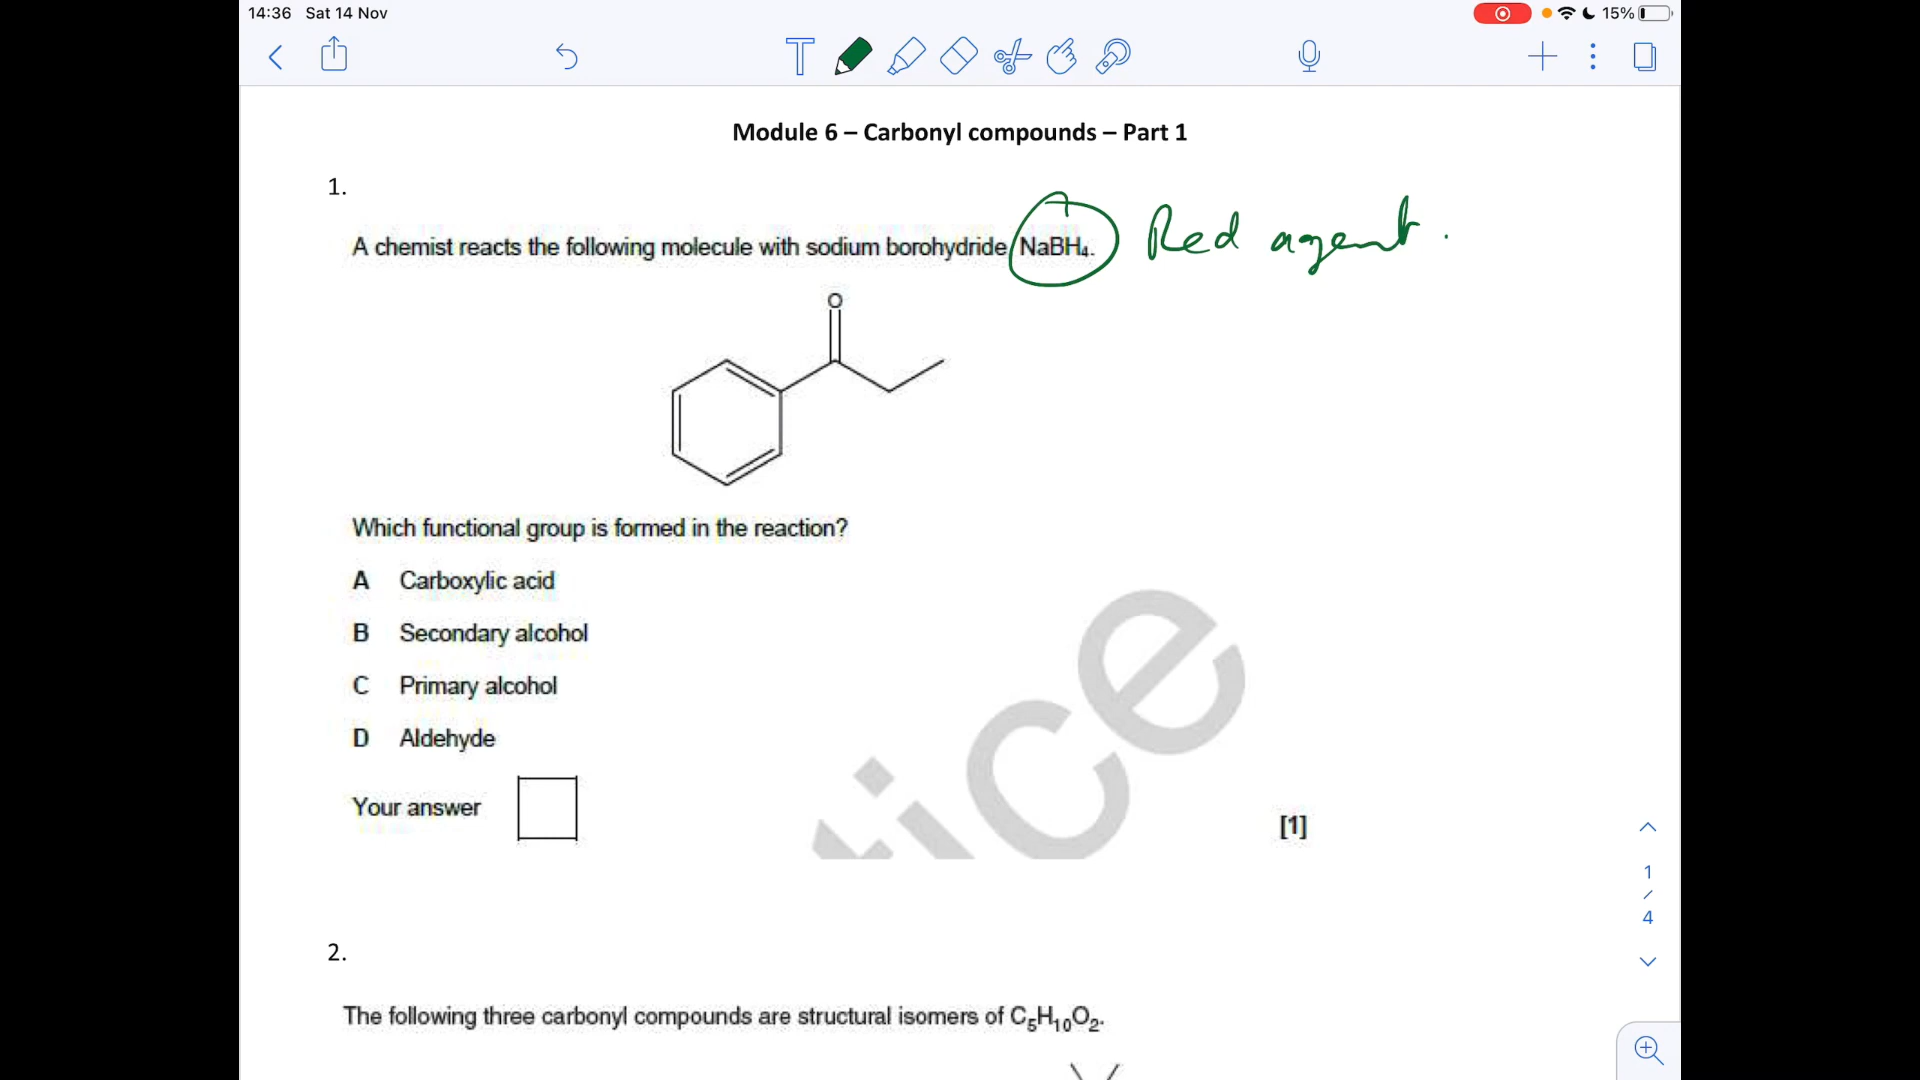 14:36 Sat 14 Nov 15%
T
Module 6 – Carbonyl compounds – Part 1
1.
A chemist reacts the following molecule with sodium borohydride NaBH₄. Red agent.
O
Which functional group is formed in the reaction?
A Carboxylic acid
B Secondary alcohol
C Primary alcohol
D Aldehyde
Your answer
[1]
tice
1
/
4
2.
The following three carbonyl compounds are structural isomers of C₅H₁₀O₂.